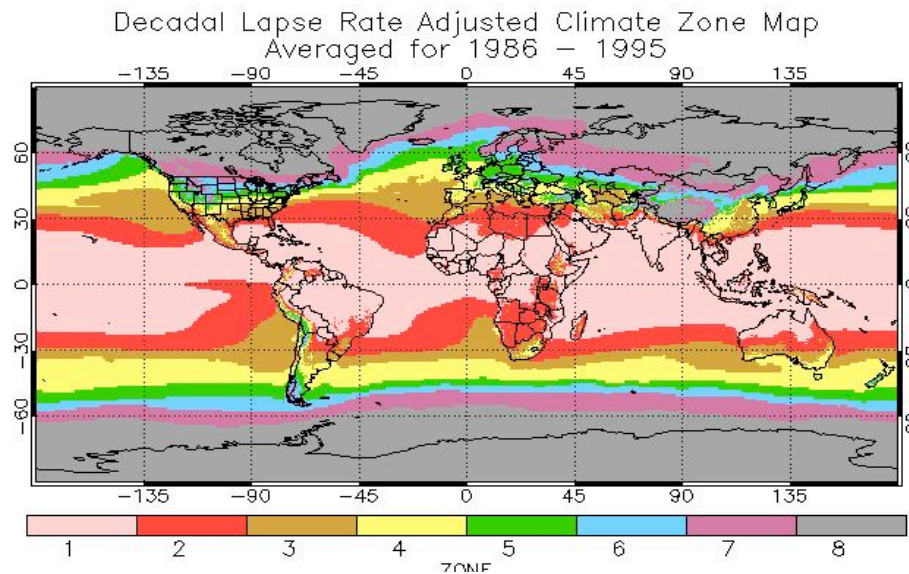 Decadal Lapse Rate Adjusted Climate Zone Map
Averaged for 1986 – 1995
−135 −90 −45 0 45 90 135
60
30
0
−30
−60
−135 −90 −45 0 45 90 135
1 2 3 4 5 6 7 8
ZONE